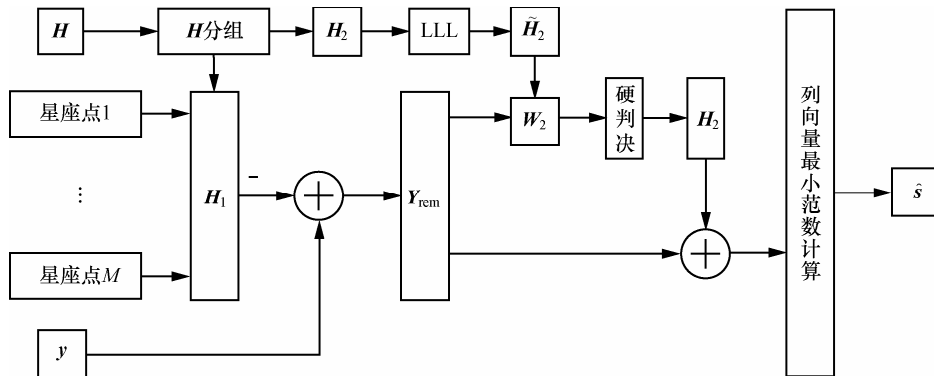 H
H分组
H₂
LLL
H̃₂
星座点1
⋮
星座点M
H₁
−
y
Y_rem
W₂
硬判决
H₂
列向量最小范数计算
ŝ